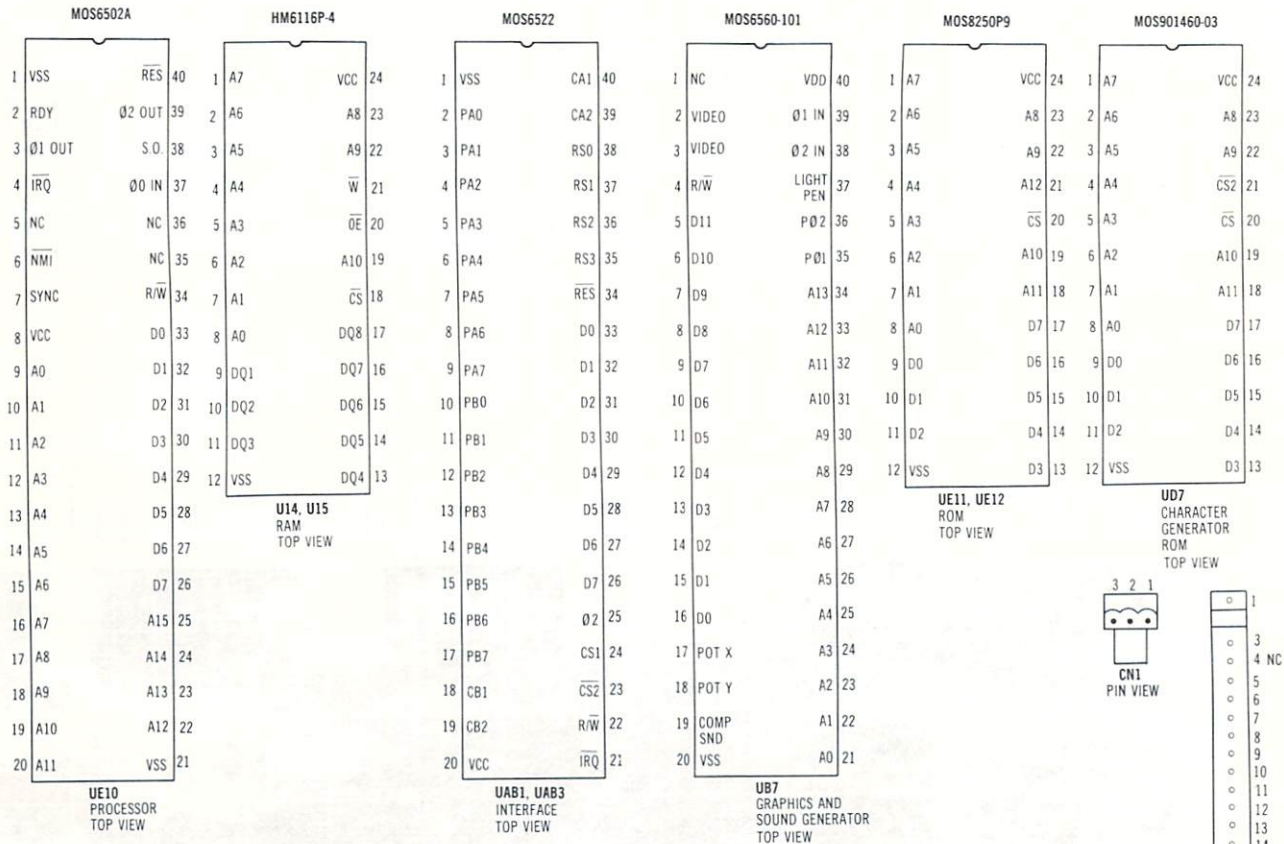 MOS6502A
1 VSS RES 40
2 RDY Ø2 OUT 39
3 Ø1 OUT S.O. 38
4 IRQ Ø0 IN 37
5 NC NC 36
6 NMI NC 35
7 SYNC R/W 34
8 VCC D0 33
9 A0 D1 32
10 A1 D2 31
11 A2 D3 30
12 A3 D4 29
13 A4 D5 28
14 A5 D6 27
15 A6 D7 26
16 A7 A15 25
17 A8 A14 24
18 A9 A13 23
19 A10 A12 22
20 A11 VSS 21
UE10
PROCESSOR
TOP VIEW
HM6116P-4
1 A7 VCC 24
2 A6 A8 23
3 A5 A9 22
4 A4 W 21
5 A3 OE 20
6 A2 A10 19
7 A1 CS 18
8 A0 DQ8 17
9 DQ1 DQ7 16
10 DQ2 DQ6 15
11 DQ3 DQ5 14
12 VSS DQ4 13
U14, U15
RAM
TOP VIEW
MOS6522
1 VSS CA1 40
2 PA0 CA2 39
3 PA1 RS0 38
4 PA2 RS1 37
5 PA3 RS2 36
6 PA4 RS3 35
7 PA5 RES 34
8 PA6 D0 33
9 PA7 D1 32
10 PB0 D2 31
11 PB1 D3 30
12 PB2 D4 29
13 PB3 D5 28
14 PB4 D6 27
15 PB5 D7 26
16 PB6 Ø2 25
17 PB7 CS1 24
18 CB1 CS2 23
19 CB2 R/W 22
20 VCC IRQ 21
UAB1, UAB3
INTERFACE
TOP VIEW
MOS6560-101
1 NC VDD 40
2 VIDEO Ø1 IN 39
3 VIDEO Ø2 IN 38
4 R/W LIGHT PEN 37
5 D11 PØ2 36
6 D10 PØ1 35
7 D9 A13 34
8 D8 A12 33
9 D7 A11 32
10 D6 A10 31
11 D5 A9 30
12 D4 A8 29
13 D3 A7 28
14 D2 A6 27
15 D1 A5 26
16 D0 A4 25
17 POT X A3 24
18 POT Y A2 23
19 COMP SND A1 22
20 VSS A0 21
UB7
GRAPHICS AND
SOUND GENERATOR
TOP VIEW
MOS8250P9
1 A7 VCC 24
2 A6 A8 23
3 A5 A9 22
4 A4 A12 21
5 A3 CS 20
6 A2 A10 19
7 A1 A11 18
8 A0 D7 17
9 D0 D6 16
10 D1 D5 15
11 D2 D4 14
12 VSS D3 13
UE11, UE12
ROM
TOP VIEW
MOS901460-03
1 A7 VCC 24
2 A6 A8 23
3 A5 A9 22
4 A4 CS2 21
5 A3 CS 20
6 A2 A10 19
7 A1 A11 18
8 A0 D7 17
9 D0 D6 16
10 D1 D5 15
11 D2 D4 14
12 VSS D3 13
UD7
CHARACTER
GENERATOR
ROM
TOP VIEW
3 2 1
CN1
PIN VIEW
1
3
4 NC
5
6
7
8
9
10
11
12
13
14